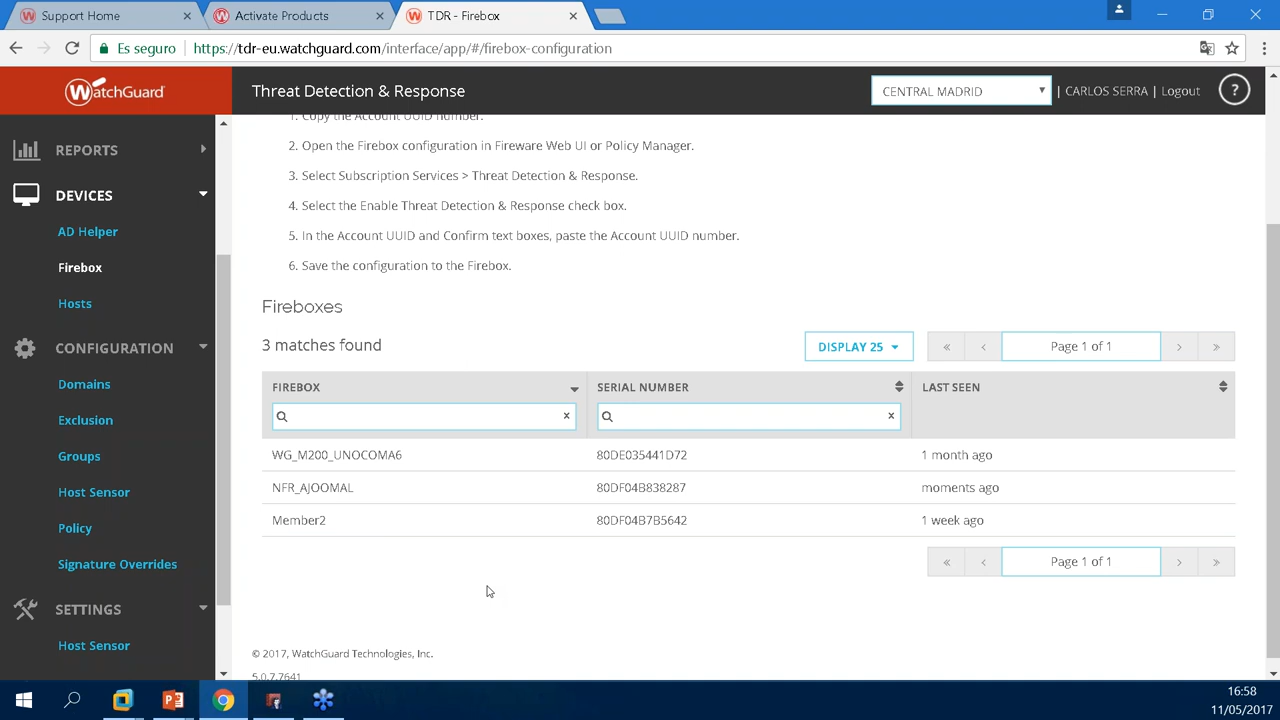 Support Home
Activate Products
TDR - Firebox
Es seguro
https://tdr-eu.watchguard.com/interface/app/#/firebox-configuration
WatchGuard
Threat Detection & Response
CENTRAL MADRID
| CARLOS SERRA | Logout
?
REPORTS
DEVICES
AD Helper
Firebox
Hosts
CONFIGURATION
Domains
Exclusion
Groups
Host Sensor
Policy
Signature Overrides
SETTINGS
Host Sensor
1. Copy the Account UUID number.
2. Open the Firebox configuration in Fireware Web UI or Policy Manager.
3. Select Subscription Services > Threat Detection & Response.
4. Select the Enable Threat Detection & Response check box.
5. In the Account UUID and Confirm text boxes, paste the Account UUID number.
6. Save the configuration to the Firebox.
Fireboxes
3 matches found
DISPLAY 25
« ‹ Page 1 of 1 › »
FIREBOX SERIAL NUMBER LAST SEEN
WG_M200_UNOCOMA6 80DE035441D72 1 month ago
NFR_AJOOMAL 80DF04B838287 moments ago
Member2 80DF04B7B5642 1 week ago
« ‹ Page 1 of 1 › »
© 2017, WatchGuard Technologies, Inc.
5.0.7.7641
16:58
11/05/2017